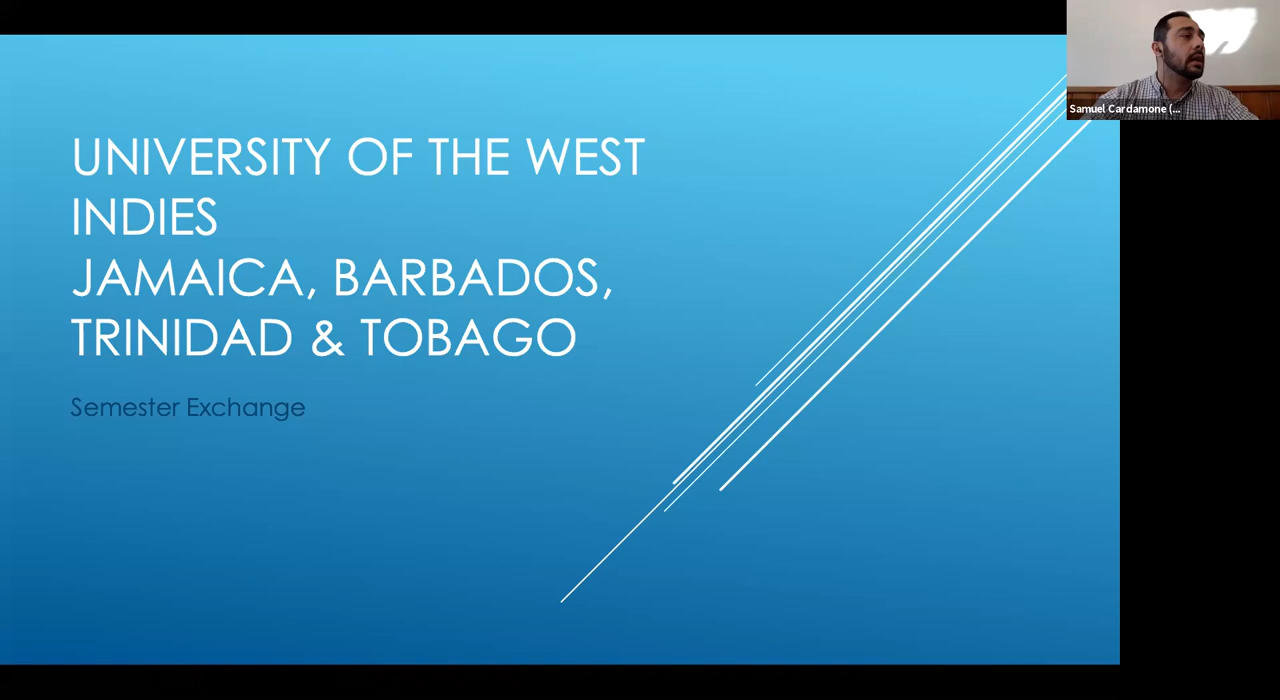 Samuel Cardamone (...
UNIVERSITY OF THE WEST
INDIES
JAMAICA, BARBADOS,
TRINIDAD & TOBAGO
Semester Exchange